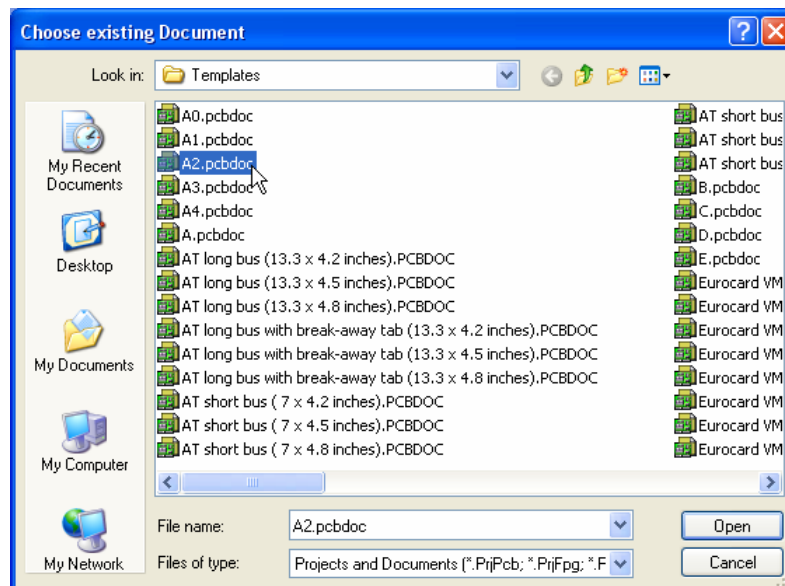 Choose existing Document
Look in:
Templates
My Recent
Documents
Desktop
My Documents
My Computer
My Network
A0.pcbdoc
A1.pcbdoc
A2.pcbdoc
A3.pcbdoc
A4.pcbdoc
A.pcbdoc
AT long bus (13.3 x 4.2 inches).PCBDOC
AT long bus (13.3 x 4.5 inches).PCBDOC
AT long bus (13.3 x 4.8 inches).PCBDOC
AT long bus with break-away tab (13.3 x 4.2 inches).PCBDOC
AT long bus with break-away tab (13.3 x 4.5 inches).PCBDOC
AT long bus with break-away tab (13.3 x 4.8 inches).PCBDOC
AT short bus ( 7 x 4.2 inches).PCBDOC
AT short bus ( 7 x 4.5 inches).PCBDOC
AT short bus ( 7 x 4.8 inches).PCBDOC
AT short bus
AT short bus
AT short bus
B.pcbdoc
C.pcbdoc
D.pcbdoc
E.pcbdoc
Eurocard VM
Eurocard VM
Eurocard VM
Eurocard VM
Eurocard VM
Eurocard VM
Eurocard VM
Eurocard VM
File name:
A2.pcbdoc
Open
Files of type:
Projects and Documents (*.PrjPcb; *.PrjFpg; *.F
Cancel